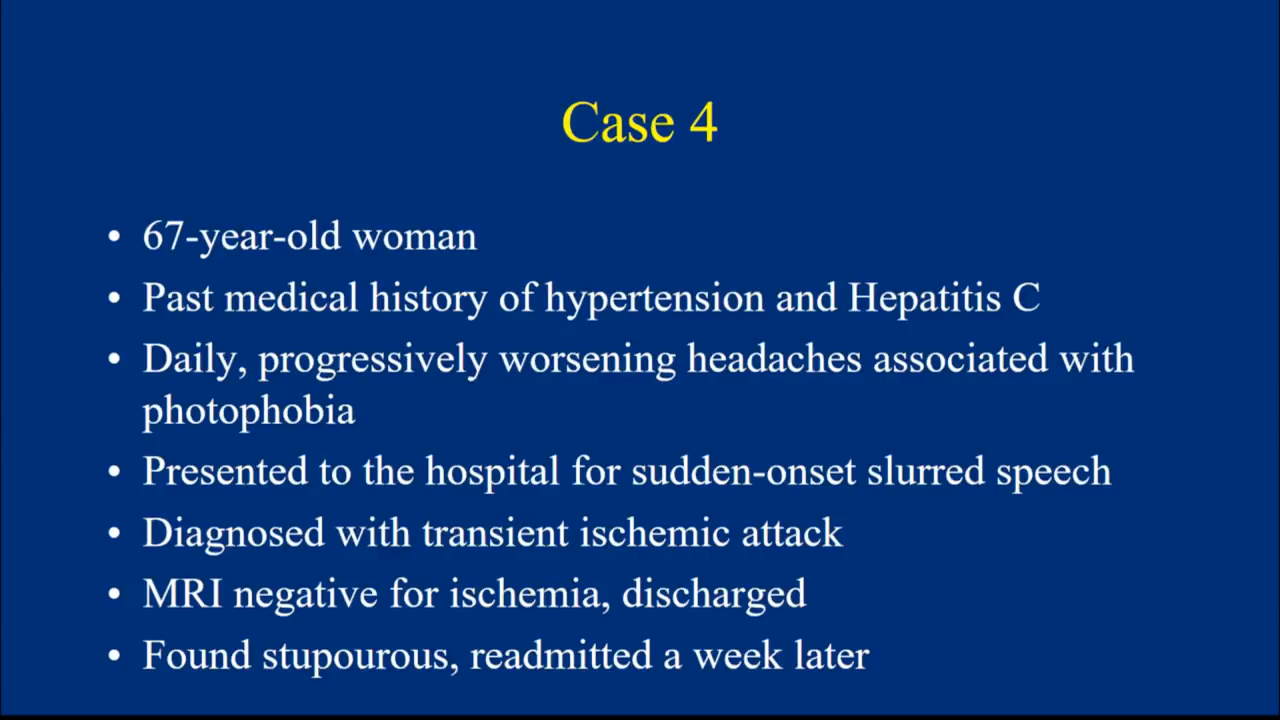 Case 4
• 67-year-old woman
• Past medical history of hypertension and Hepatitis C
• Daily, progressively worsening headaches associated with
photophobia
• Presented to the hospital for sudden-onset slurred speech
• Diagnosed with transient ischemic attack
• MRI negative for ischemia, discharged
• Found stupourous, readmitted a week later